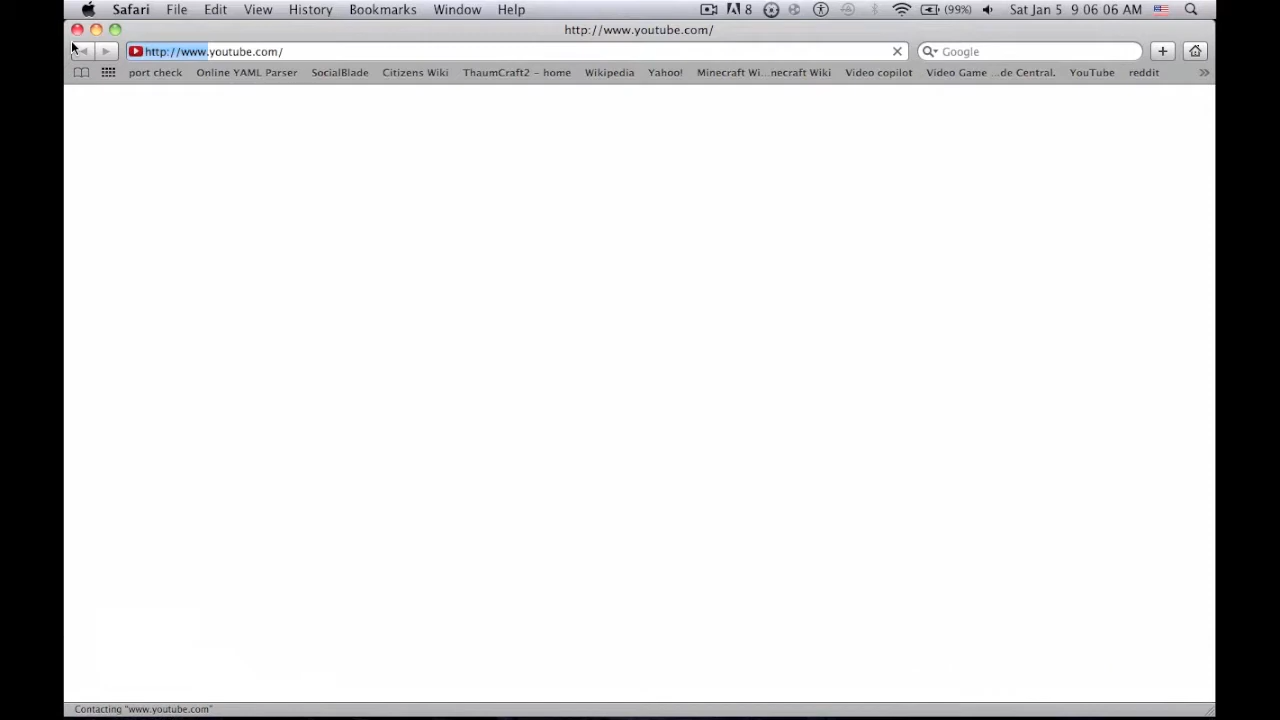 Safari File Edit View History Bookmarks Window Help 8 (99%) Sat Jan 5 9 06 06 AM
http://www.youtube.com/
http://www.youtube.com/ Google
port check Online YAML Parser SocialBlade Citizens Wiki ThaumCraft2 – home Wikipedia Yahoo! Minecraft Wi...necraft Wiki Video copilot Video Game ...de Central. YouTube reddit
Contacting "www.youtube.com"